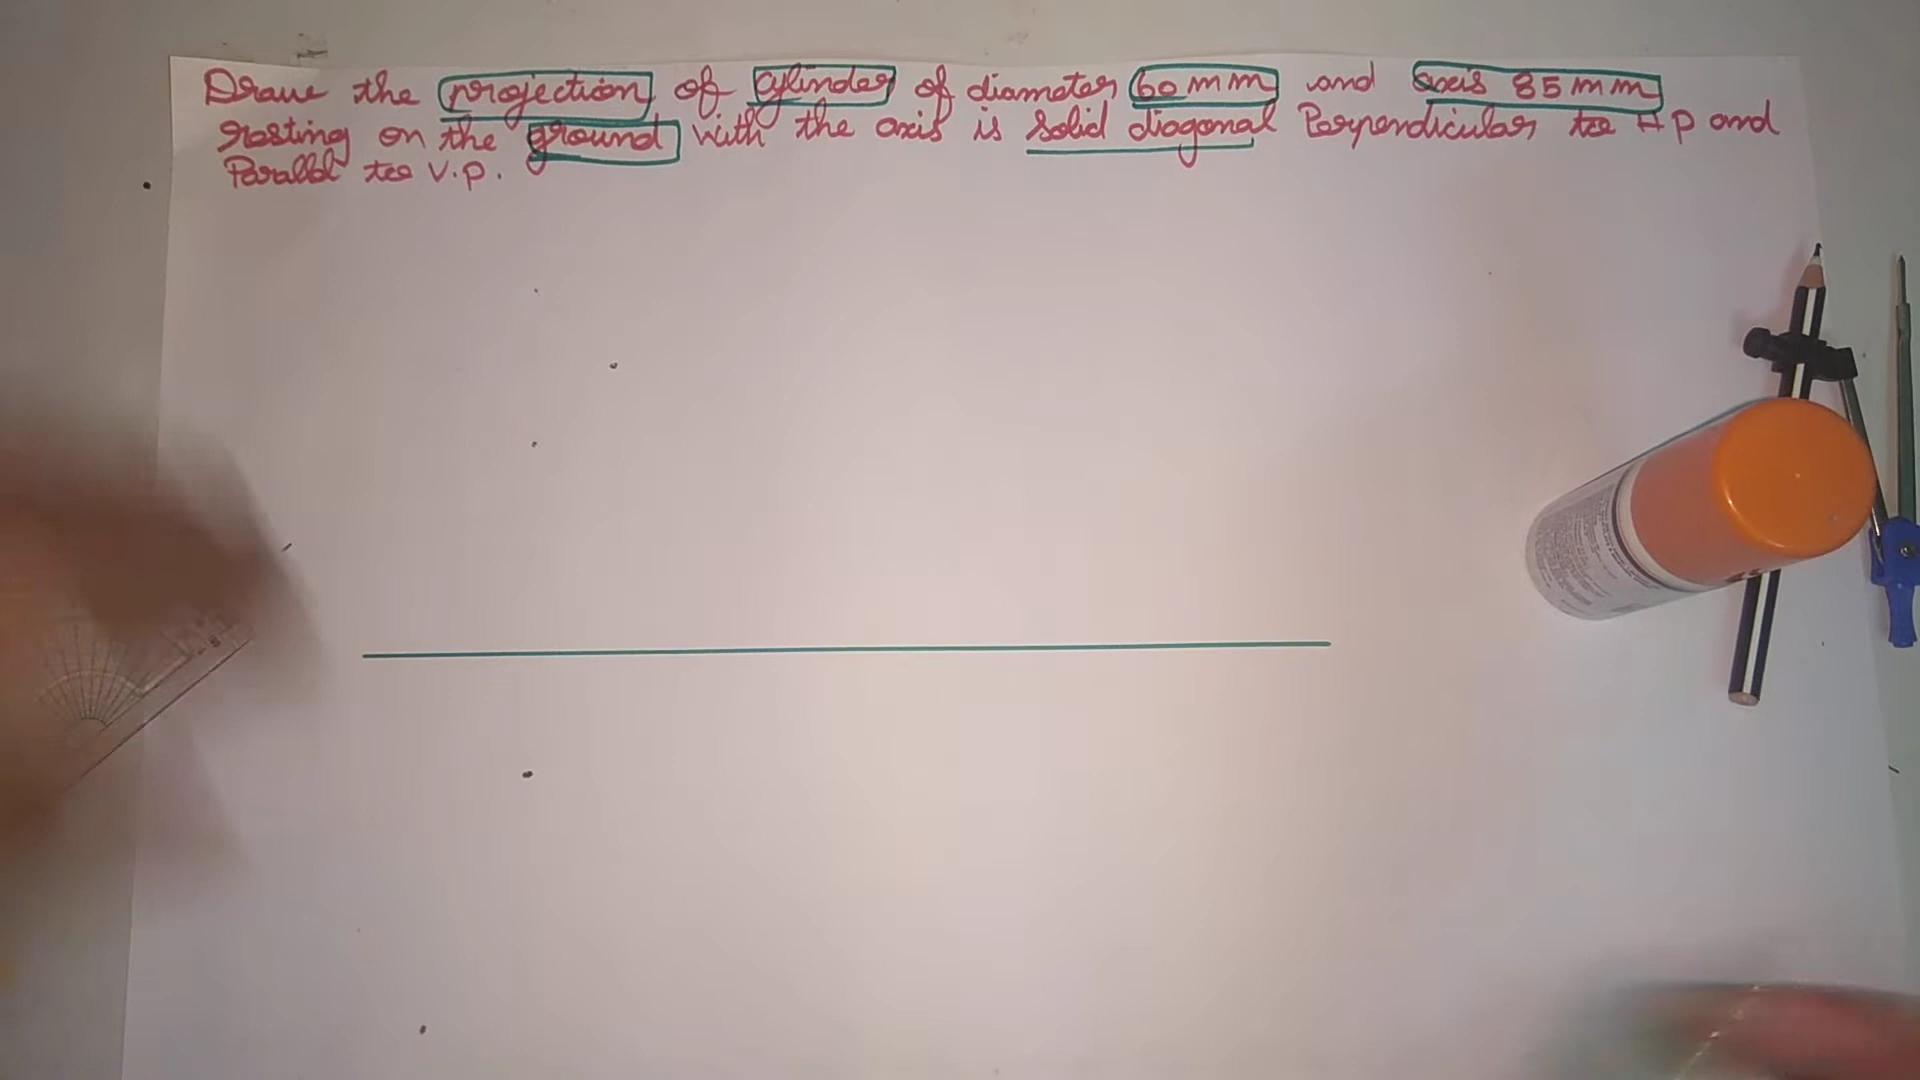 Draw the projection of cylinder of diameter 60 mm and axis 85 mm
resting on the ground with the axis is solid diagonal Perpendicular to HP and
Parallel to V.P.